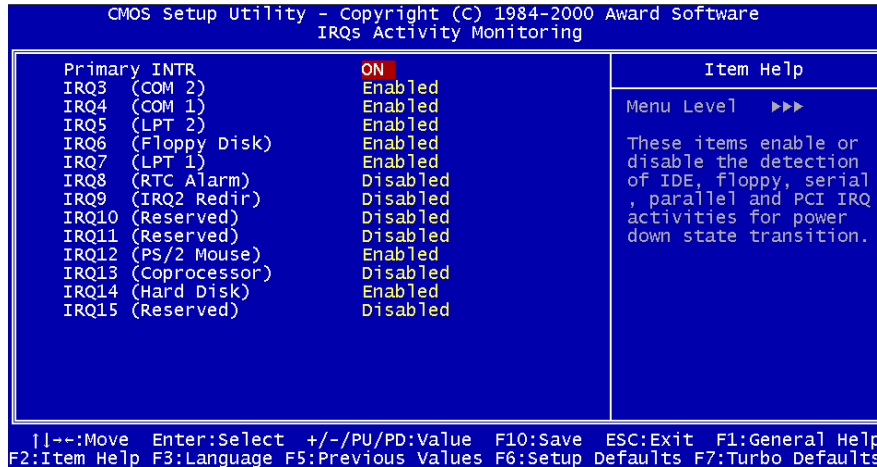 CMOS Setup Utility - Copyright (C) 1984-2000 Award Software
IRQs Activity Monitoring
Primary INTR ON
IRQ3 (COM 2) Enabled
IRQ4 (COM 1) Enabled
IRQ5 (LPT 2) Enabled
IRQ6 (Floppy Disk) Enabled
IRQ7 (LPT 1) Enabled
IRQ8 (RTC Alarm) Disabled
IRQ9 (IRQ2 Redir) Disabled
IRQ10 (Reserved) Disabled
IRQ11 (Reserved) Disabled
IRQ12 (PS/2 Mouse) Enabled
IRQ13 (Coprocessor) Disabled
IRQ14 (Hard Disk) Enabled
IRQ15 (Reserved) Disabled
Item Help
Menu Level ▶▶▶
These items enable or
disable the detection
of IDE, floppy, serial
, parallel and PCI IRQ
activities for power
down state transition.
↑↓→←:Move Enter:Select +/-/PU/PD:Value F10:Save ESC:Exit F1:General Help
F2:Item Help F3:Language F5:Previous Values F6:Setup Defaults F7:Turbo Defaults